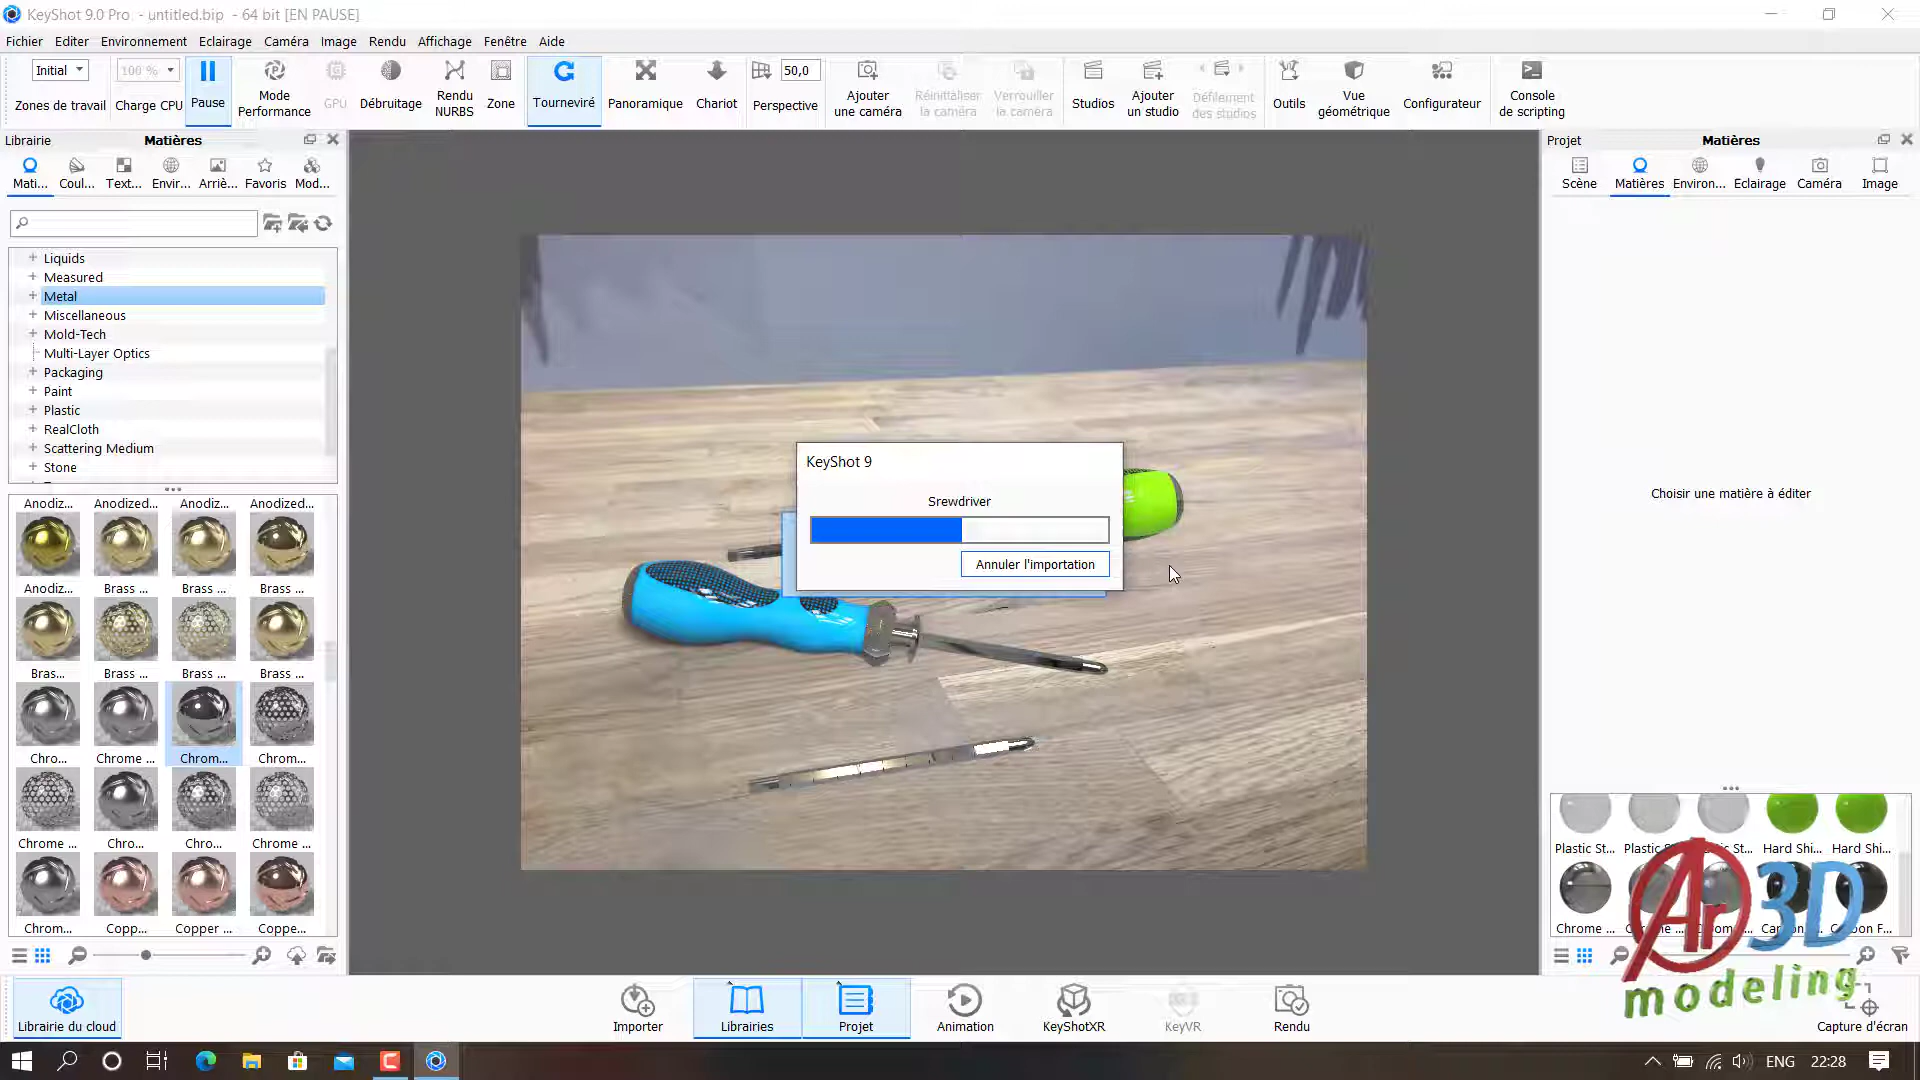 KeyShot 9.0 Pro - untitled.bip - 64 bit [EN PAUSE]
Fichier Editer Environnement Eclairage Caméra Image Rendu Affichage Fenêtre Aide
Initial
Zones de travail
100 %
Charge CPU
Pause
Mode
Performance
GPU
Débruitage
Rendu
NURBS
Zone
Tourneviré
Panoramique
Chariot
50,0
Perspective
Ajouter
une caméra
Réinitialiser
la caméra
Verrouiller
la caméra
Studios
Ajouter
un studio
Défilement
des studios
Outils
Vue
géométrique
Configurateur
Console
de scripting
Librairie Matières
Mati... Coul... Text... Envir... Arriè... Favoris Mod...
Liquids
Measured
Metal
Miscellaneous
Mold-Tech
Multi-Layer Optics
Packaging
Paint
Plastic
RealCloth
Scattering Medium
Stone
Anodiz... Anodized... Anodiz... Anodized...
Anodiz... Brass ... Brass ... Brass ...
Bras... Brass ... Brass ... Brass ...
Chro... Chrome ... Chrom... Chrom...
Chrome ... Chro... Chro... Chrome ...
Chrom... Copp... Copper ... Coppe...
KeyShot 9
Srewdriver
Annuler l'importation
Projet Matières
Scène Matières Environ... Eclairage Caméra Image
Choisir une matière à éditer
Plastic St... Plastic St... Hard Shi... Hard Shi...
Chrome ...
Ar 3D
modeling
Librairie du cloud
Importer
Librairies
Projet
Animation
KeyShotXR
KeyVR
Rendu
Capture d'écran
ENG 22:28